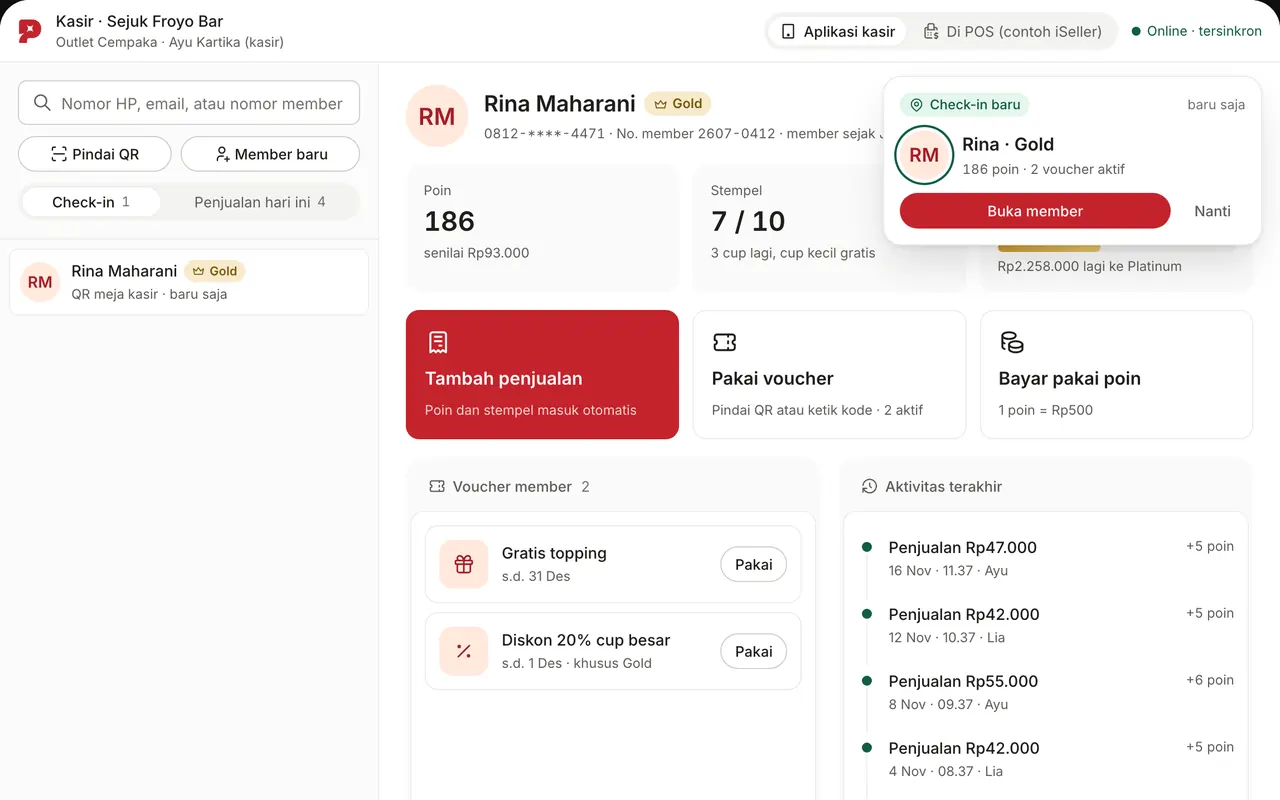 Kasir · Sejuk Froyo Bar
Outlet Cempaka · Ayu Kartika (kasir)
Aplikasi kasir
Di POS (contoh iSeller)
Online · tersinkron
Nomor HP, email, atau nomor member
Pindai QR
Member baru
Check-in 1
Penjualan hari ini 4
RM
Rina Maharani
Gold
QR meja kasir · baru saja
RM
Rina Maharani
Gold
0812-****-4471 · No. member 2607-0412 · member sejak
Check-in baru
baru saja
RM
Rina · Gold
186 poin · 2 voucher aktif
Buka member
Nanti
Poin
186
senilai Rp93.000
Stempel
7 / 10
3 cup lagi, cup kecil gratis
Rp2.258.000 lagi ke Platinum
Tambah penjualan
Poin dan stempel masuk otomatis
Pakai voucher
Pindai QR atau ketik kode · 2 aktif
Bayar pakai poin
1 poin = Rp500
Voucher member 2
Gratis topping
s.d. 31 Des
Pakai
Diskon 20% cup besar
s.d. 1 Des · khusus Gold
Pakai
Aktivitas terakhir
Penjualan Rp47.000
+5 poin
16 Nov · 11.37 · Ayu
Penjualan Rp42.000
+5 poin
12 Nov · 10.37 · Lia
Penjualan Rp55.000
+6 poin
8 Nov · 09.37 · Ayu
Penjualan Rp42.000
+5 poin
4 Nov · 08.37 · Lia